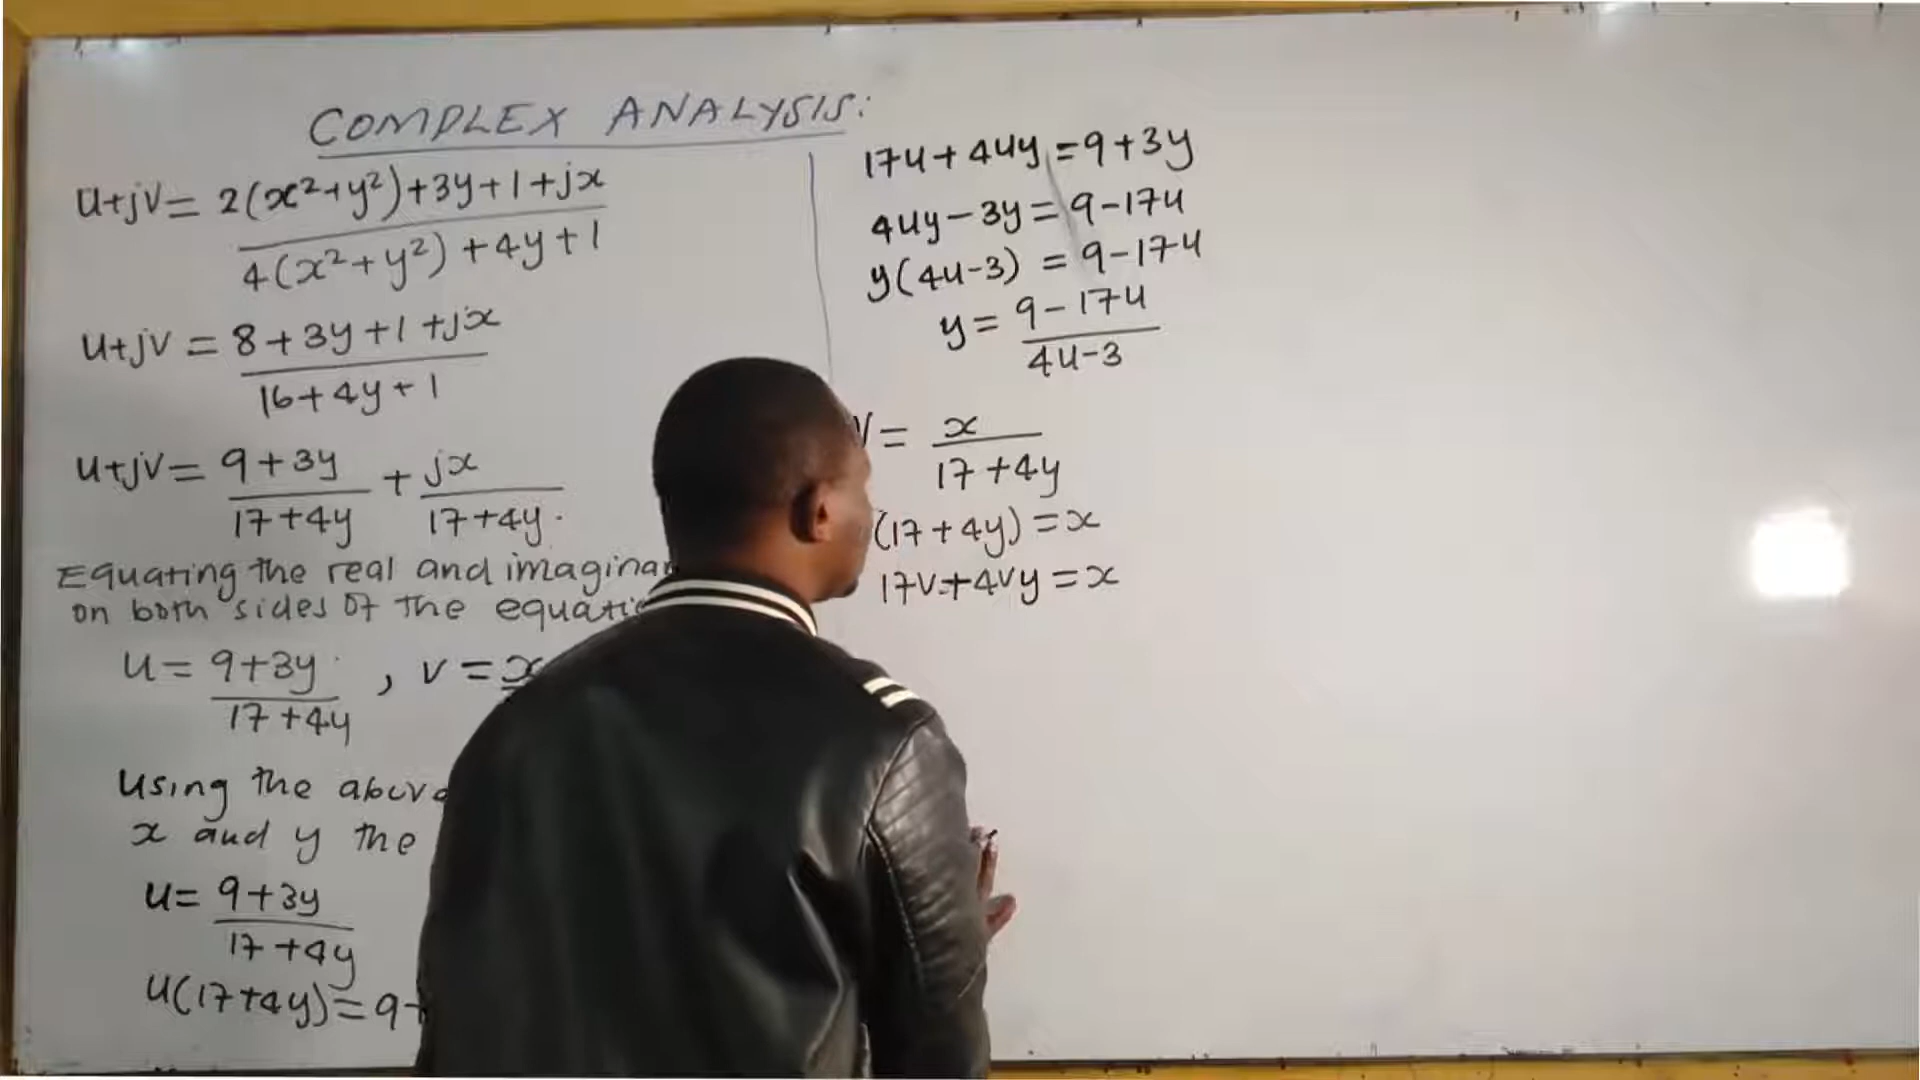 COMPLEX ANALYSIS:
u+jv = 2(x²+y²)+3y+1+jx
4(x²+y²)+4y+1
u+jv = 8+3y+1+jx
16+4y+1
u+jv = 9+3y + jx
17+4y 17+4y.
Equating the real and
on both sides of the
u = 9+3y , v = x
17+4y
Using the above
x and y the
u = 9+3y
17+4y
u(17+4y)=9+
17u+4uy=9+3y
4uy-3y=9-17u
y(4u-3) = 9-17u
y = 9-17u
4u-3
V = x
17+4y
(17+4y)=x
17v+4vy=x